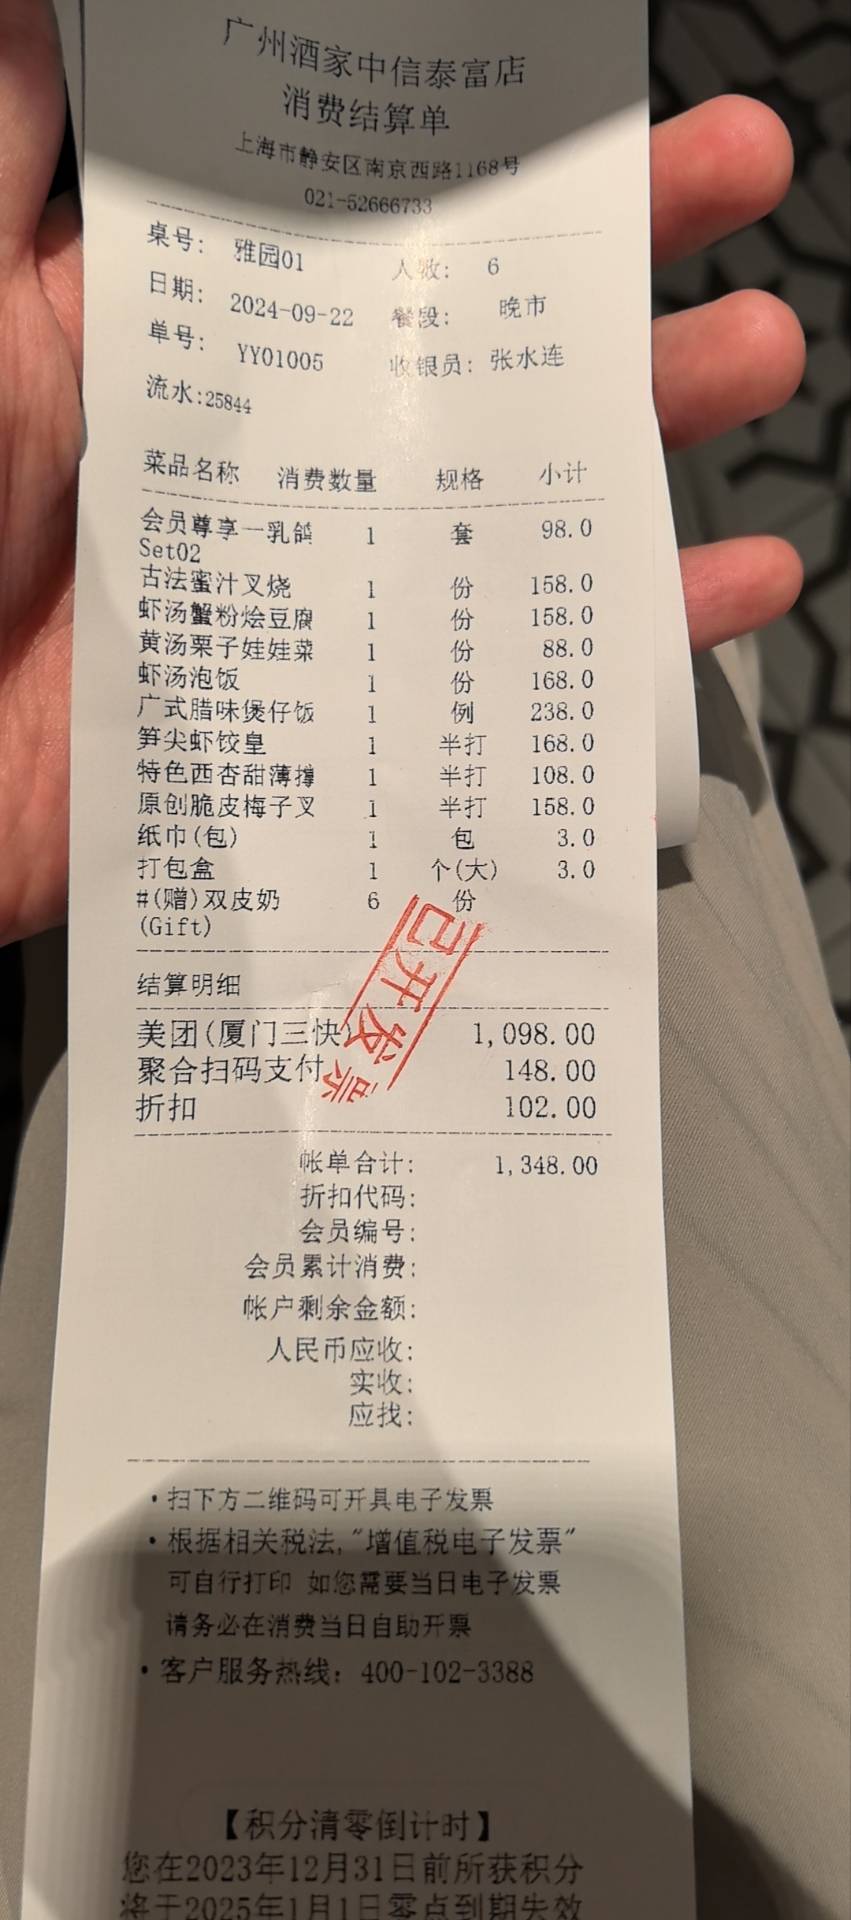 广州酒家中信泰富店
消费结算单
上海市静安区南京西路1168号
021-52666733
桌号: 雅园01 人数: 6
日期: 2024-09-22 餐段: 晚市
单号: YY01005 收银员: 张水连
流水:25844
菜品名称 消费数量 规格 小计
会员尊享一乳鸽 1 套 98.0
Set02
古法蜜汁叉烧 1 份 158.0
虾汤蟹粉烩豆腐 1 份 158.0
黄汤栗子娃娃菜 1 份 88.0
虾汤泡饭 1 份 168.0
广式腊味煲仔饭 1 例 238.0
笋尖虾饺皇 1 半打 168.0
特色西杏甜薄撑 1 半打 108.0
原创脆皮梅子叉 1 半打 158.0
纸巾(包) 1 包 3.0
打包盒 1 个(大) 3.0
#(赠)双皮奶 6 份
(Gift)
已开发票
结算明细
美团(厦门三快) 1,098.00
聚合扫码支付 148.00
折扣 102.00
帐单合计: 1,348.00
折扣代码:
会员编号:
会员累计消费:
帐户剩余金额:
人民币应收:
实收:
应找:
·扫下方二维码可开具电子发票
·根据相关税法,"增值税电子发票"
可自行打印 如您需要当日电子发票
请务必在消费当日自助开票
·客户服务热线: 400-102-3388
【积分清零倒计时】
您在2023年12月31日前所获积分
将于2025年1月1日零点到期失效